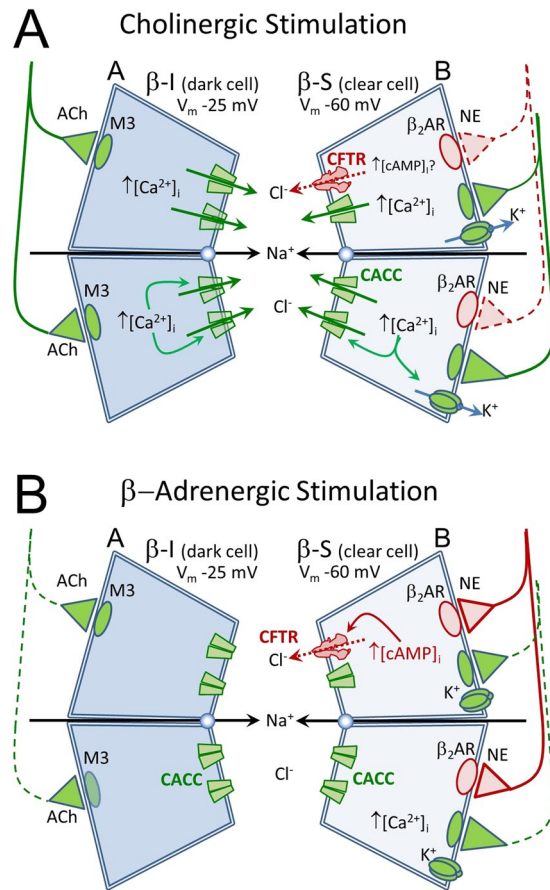 A
Cholinergic Stimulation
A
β-I (dark cell)
Vm -25 mV
β-S (clear cell)
Vm -60 mV
B
ACh
M3
↑[Ca2+]i
Cl-
CFTR
↑[cAMP]i?
↑[Ca2+]i
β2AR
NE
K+
Na+
M3
↑[Ca2+]i
ACh
Cl-
CACC
↑[Ca2+]i
β2AR
NE
K+
B
β–Adrenergic Stimulation
A
β-I (dark cell)
Vm -25 mV
β-S (clear cell)
Vm -60 mV
B
ACh
M3
CFTR
Cl-
↑[cAMP]i
β2AR
NE
K+
Na+
M3
CACC
ACh
Cl-
CACC
↑[Ca2+]i
β2AR
NE
K+